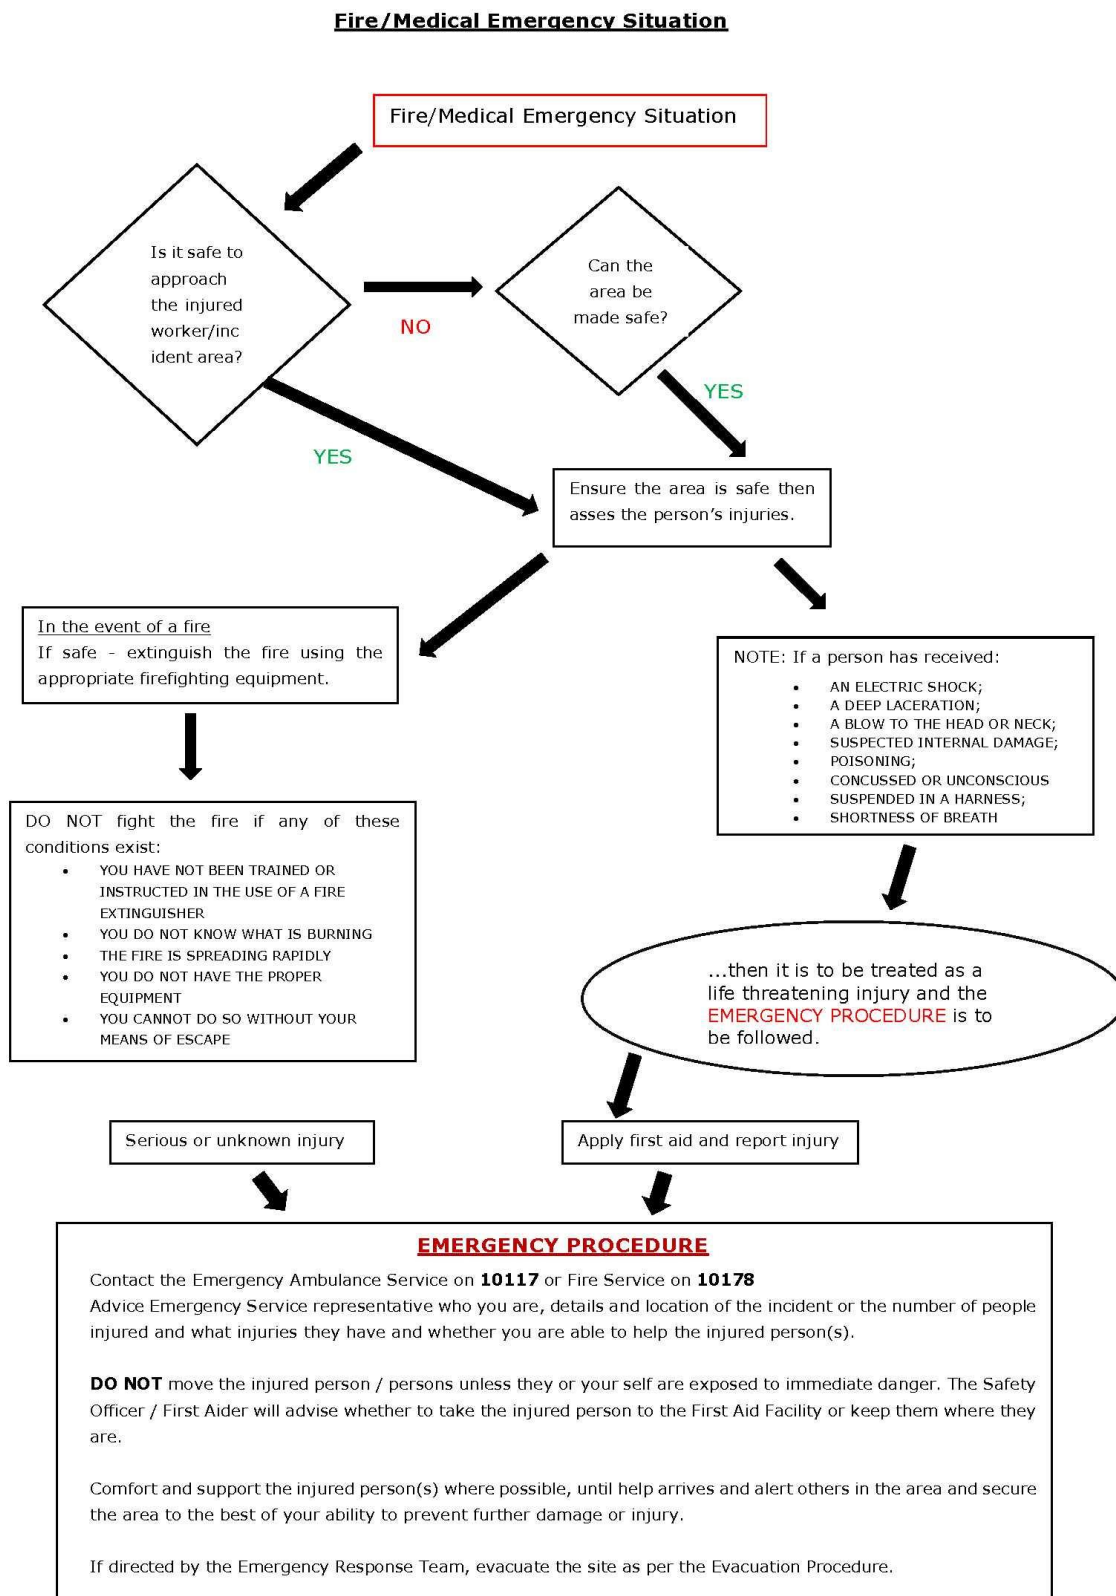 Fire/Medical Emergency Situation
Fire/Medical Emergency Situation
Is it safe to
approach
the injured
worker/inc
ident area?
NO
Can the
area be
made safe?
YES
YES
Ensure the area is safe then
asses the person's injuries.
In the event of a fire
If safe - extinguish the fire using the
appropriate firefighting equipment.
NOTE: If a person has received:
• AN ELECTRIC SHOCK;
• A DEEP LACERATION;
• A BLOW TO THE HEAD OR NECK;
• SUSPECTED INTERNAL DAMAGE;
• POISONING;
• CONCUSSED OR UNCONSCIOUS
• SUSPENDED IN A HARNESS;
• SHORTNESS OF BREATH
DO NOT fight the fire if any of these
conditions exist:
• YOU HAVE NOT BEEN TRAINED OR
INSTRUCTED IN THE USE OF A FIRE
EXTINGUISHER
• YOU DO NOT KNOW WHAT IS BURNING
• THE FIRE IS SPREADING RAPIDLY
• YOU DO NOT HAVE THE PROPER
EQUIPMENT
• YOU CANNOT DO SO WITHOUT YOUR
MEANS OF ESCAPE
...then it is to be treated as a
life threatening injury and the
EMERGENCY PROCEDURE is to
be followed.
Serious or unknown injury
Apply first aid and report injury
EMERGENCY PROCEDURE
Contact the Emergency Ambulance Service on 10117 or Fire Service on 10178
Advice Emergency Service representative who you are, details and location of the incident or the number of people
injured and what injuries they have and whether you are able to help the injured person(s).
DO NOT move the injured person / persons unless they or your self are exposed to immediate danger. The Safety
Officer / First Aider will advise whether to take the injured person to the First Aid Facility or keep them where they
are.
Comfort and support the injured person(s) where possible, until help arrives and alert others in the area and secure
the area to the best of your ability to prevent further damage or injury.
If directed by the Emergency Response Team, evacuate the site as per the Evacuation Procedure.